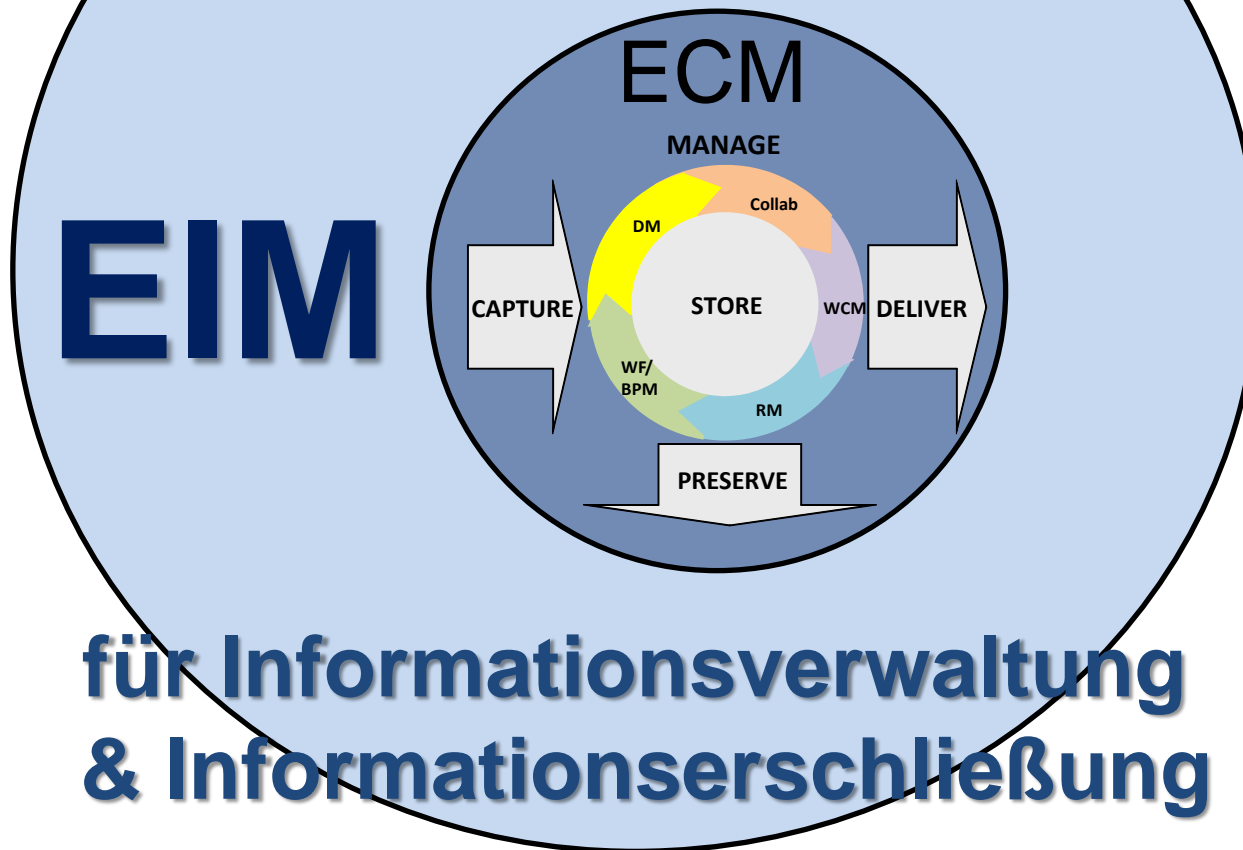 ECM
MANAGE
Collab
DM
EIM
CAPTURE
STORE
WCM
DELIVER
WF/
BPM
RM
PRESERVE
für Informationsverwaltung
& Informationserschließung